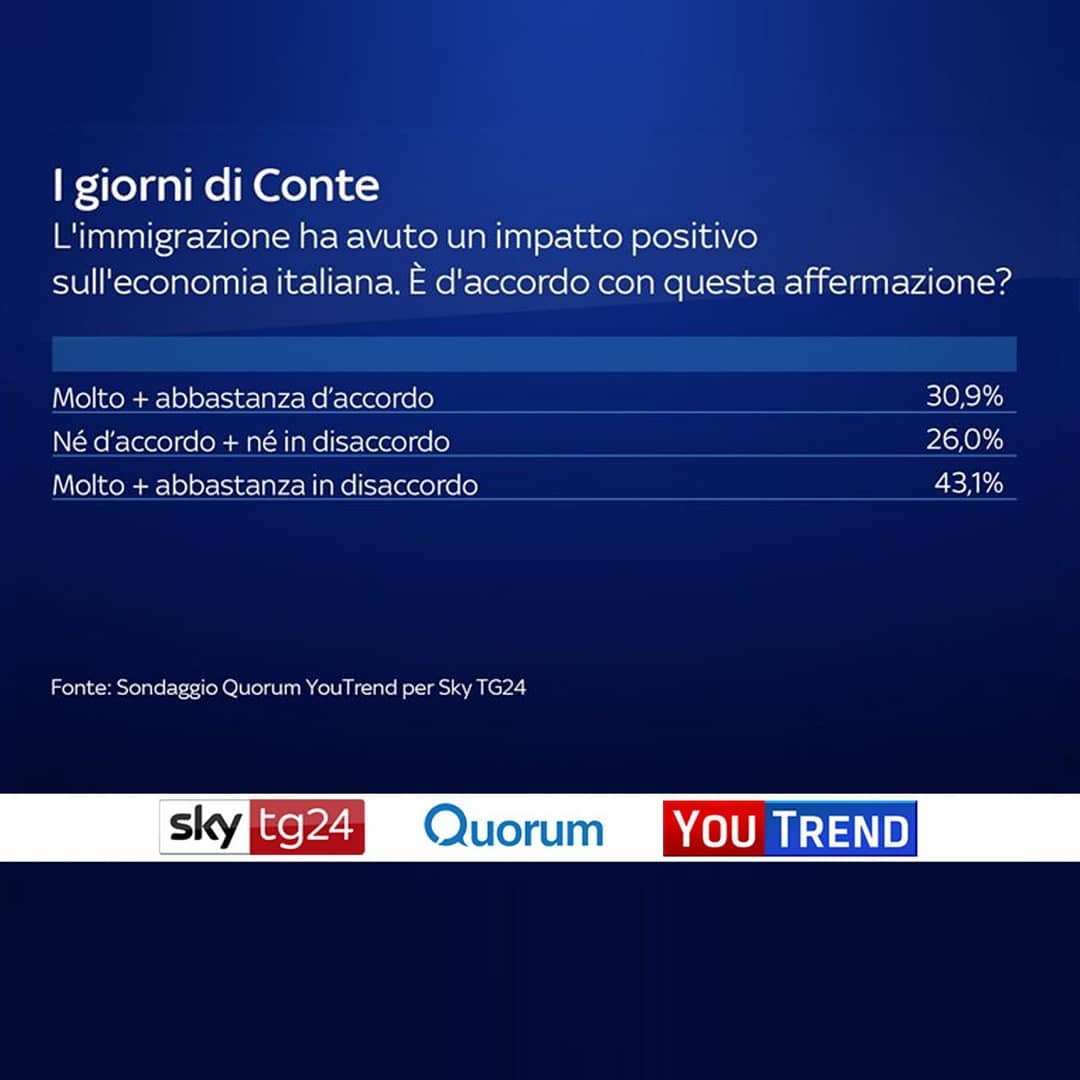 I giorni di Conte
L'immigrazione ha avuto un impatto positivo
sull'economia italiana. È d'accordo con questa affermazione?
Molto + abbastanza d’accordo 30,9%
Né d’accordo + né in disaccordo 26,0%
Molto + abbastanza in disaccordo 43,1%
Fonte: Sondaggio Quorum YouTrend per Sky TG24
sky tg24 Quorum YOUTREND